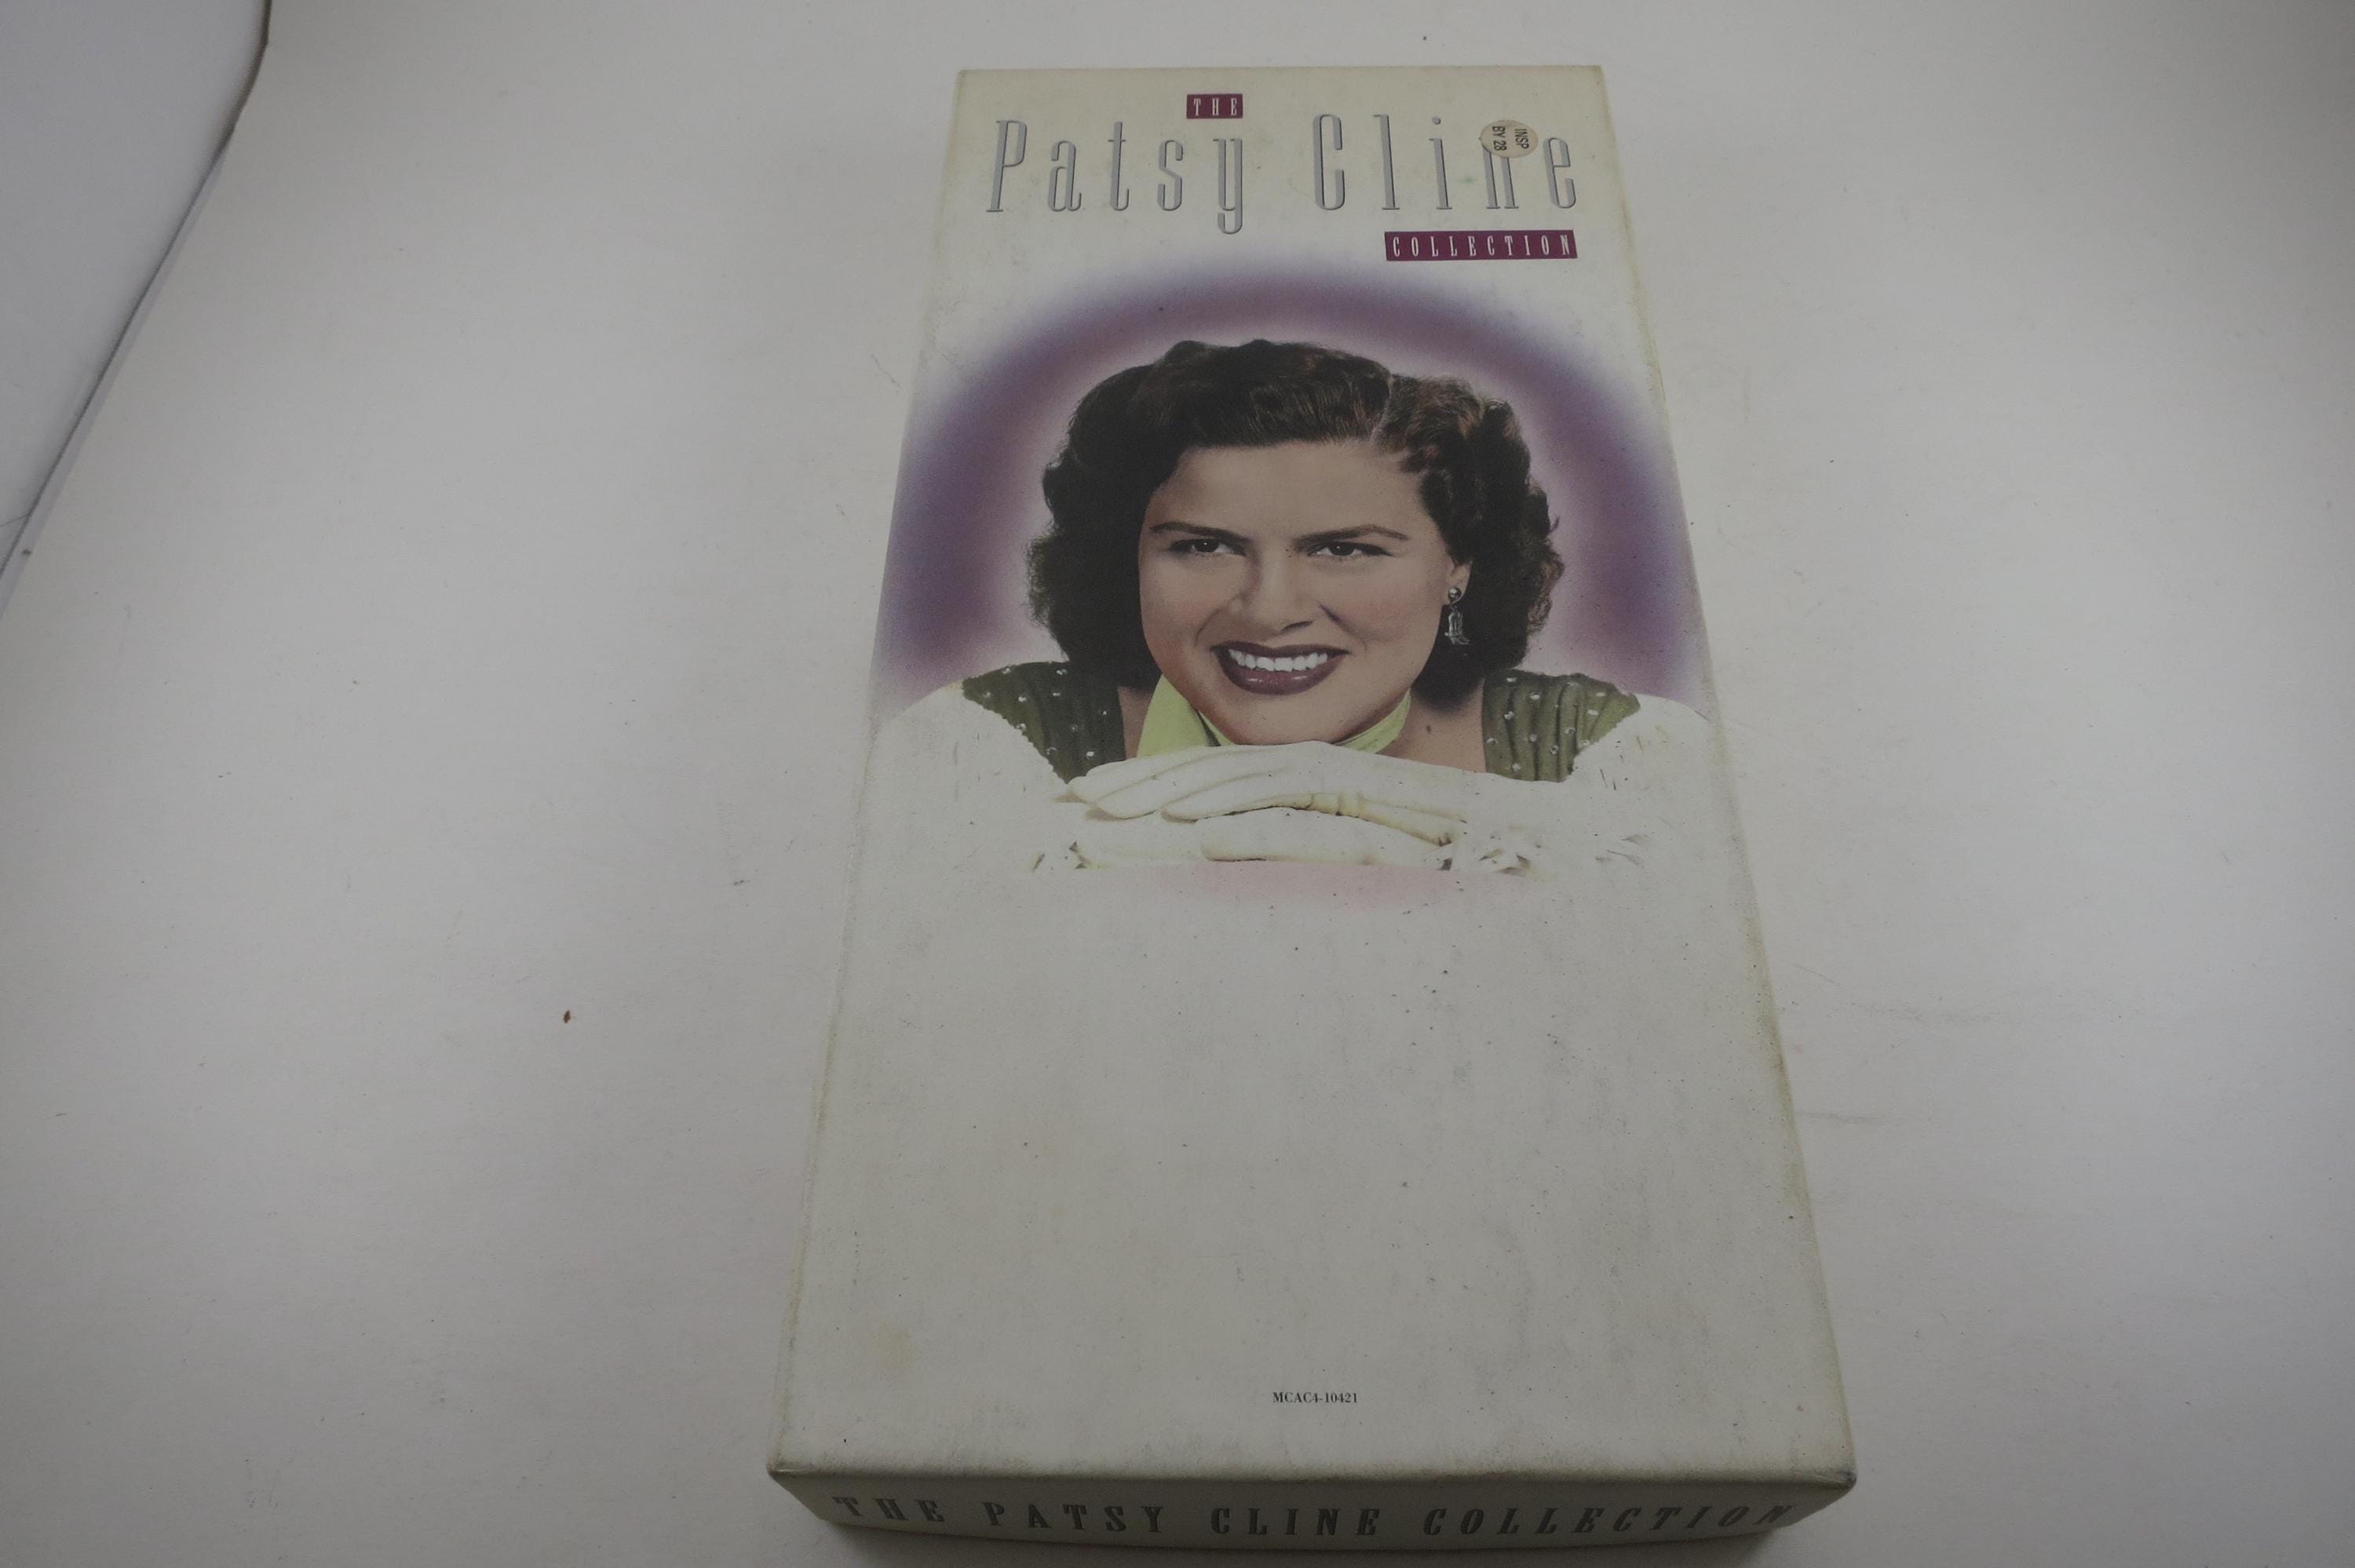 THE
Patsy Cline
INSP
BY 28
COLLECTION
MCAC4-10421
THE PATSY CLINE COLLECTION